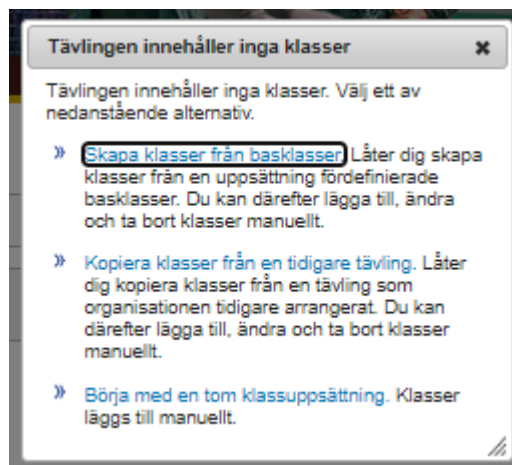 Tävlingen innehåller inga klasser
Tävlingen innehåller inga klasser. Välj ett av
nedanstående alternativ.
» Skapa klasser från basklasser. Låter dig skapa
klasser från en uppsättning fördefinierade
basklasser. Du kan därefter lägga till, ändra
och ta bort klasser manuellt.
» Kopiera klasser från en tidigare tävling. Låter
dig kopiera klasser från en tävling som
organisationen tidigare arrangerat. Du kan
därefter lägga till, ändra och ta bort klasser
manuellt.
» Börja med en tom klassuppsättning. Klasser
läggs till manuellt.